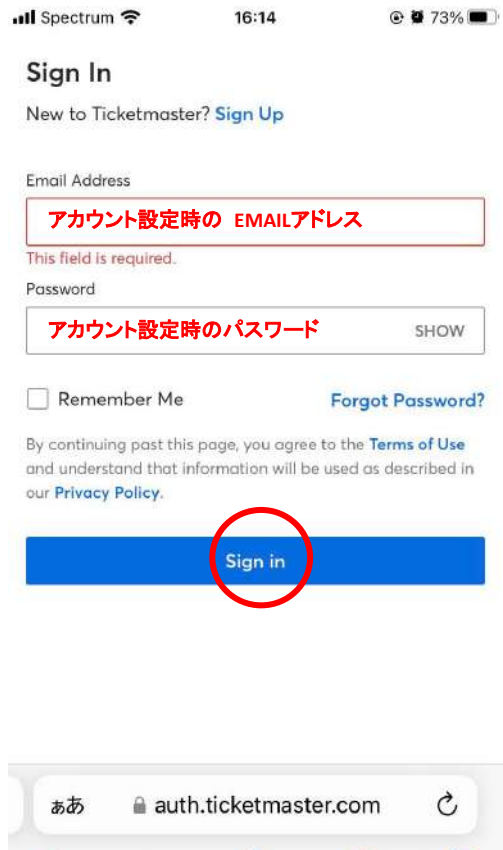 Spectrum 16:14 73%
Sign In
New to Ticketmaster? Sign Up
Email Address
アカウント設定時の EMAILアドレス
This field is required.
Password
アカウント設定時のパスワード SHOW
Remember Me Forgot Password?
By continuing past this page, you agree to the Terms of Use
and understand that information will be used as described in
our Privacy Policy.
Sign in
ぁあ auth.ticketmaster.com